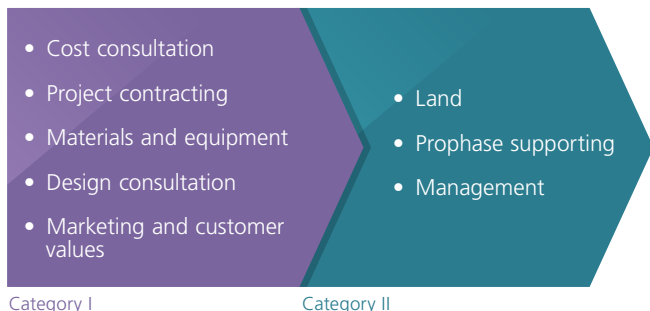 • Cost consultation
• Project contracting
• Materials and equipment
• Design consultation
• Marketing and customer
values
• Land
• Prophase supporting
• Management
Category I
Category II